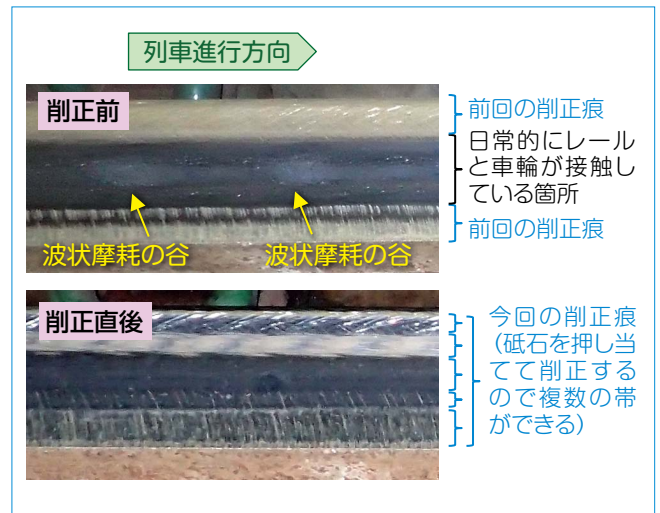 列車進行方向
削正前
前回の削正痕
日常的にレール
と車輪が接触し
ている箇所
前回の削正痕
波状摩耗の谷
波状摩耗の谷
削正直後
今回の削正痕
(砥石を押し当
てて削正する
ので複数の帯
ができる)